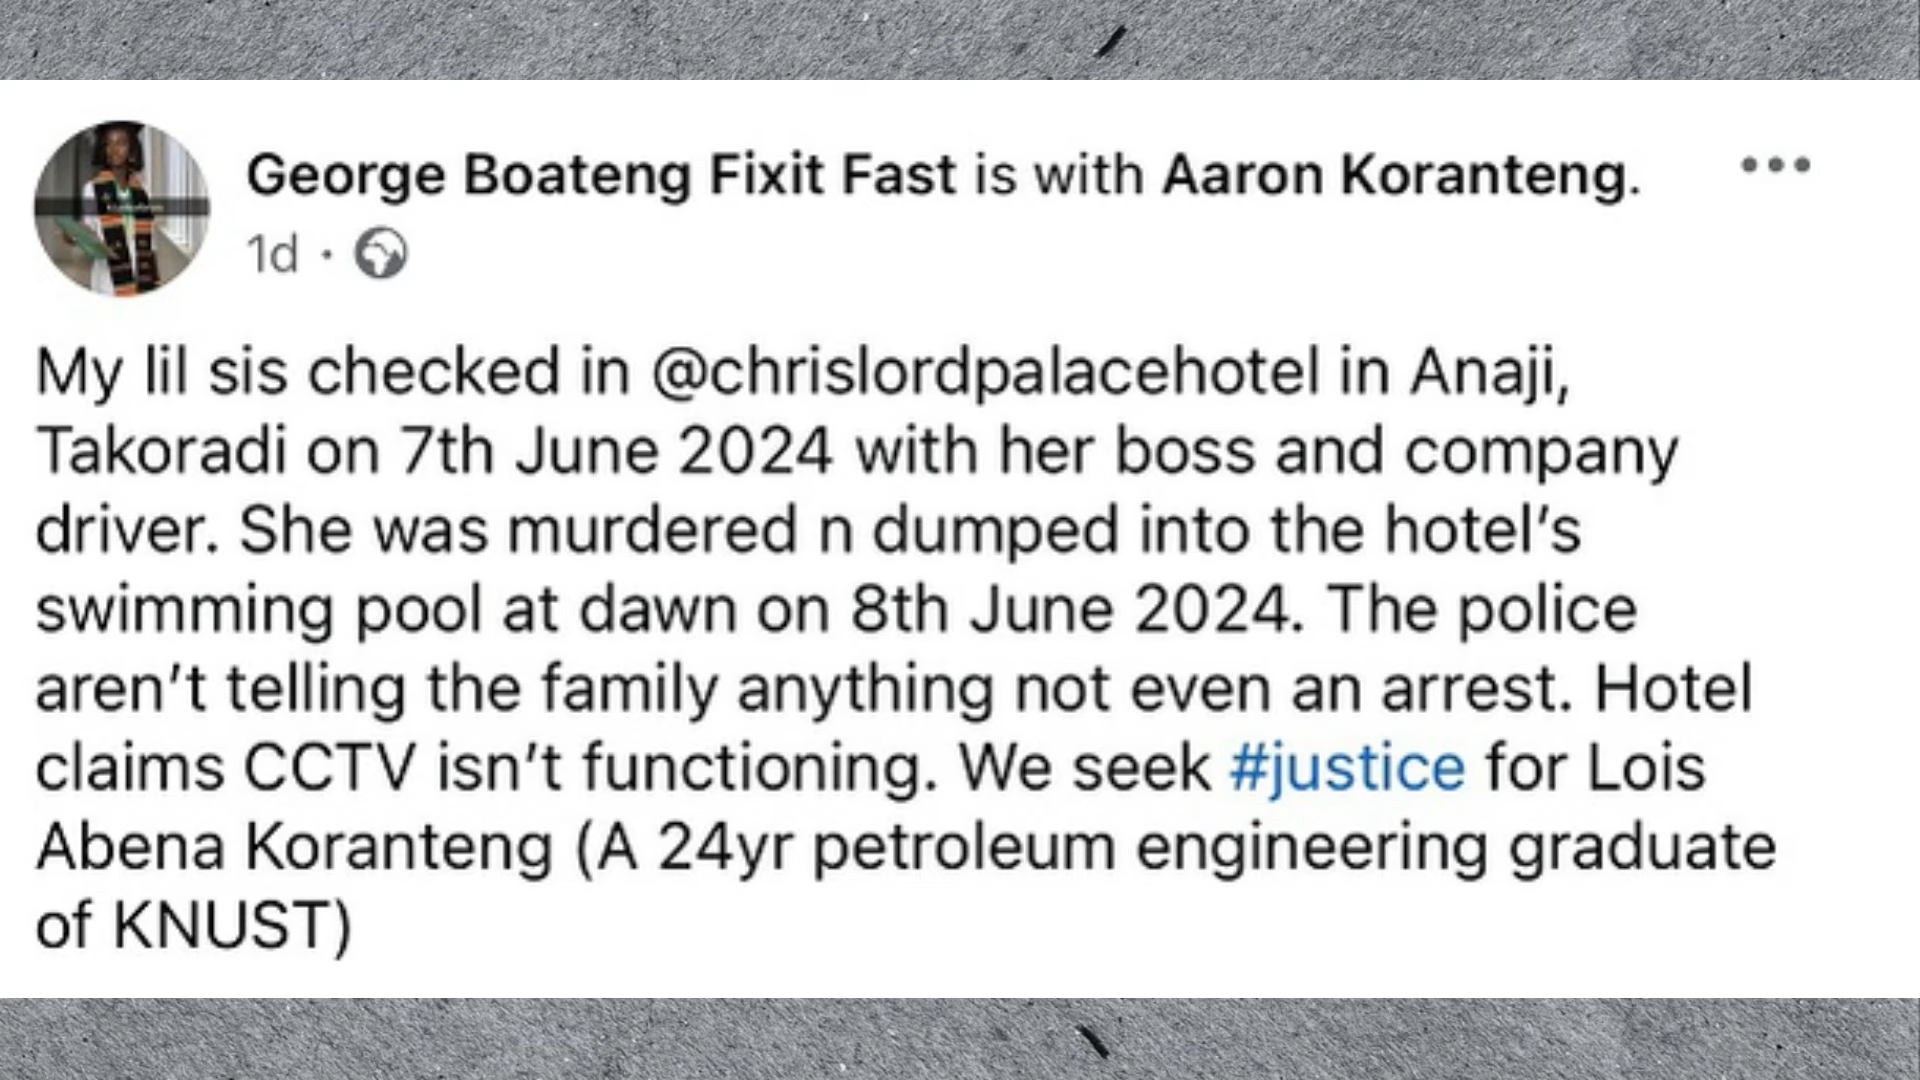 George Boateng Fixit Fast is with Aaron Koranteng.
1d ·
My lil sis checked in @chrislordpalacehotel in Anaji,
Takoradi on 7th June 2024 with her boss and company
driver. She was murdered n dumped into the hotel’s
swimming pool at dawn on 8th June 2024. The police
aren’t telling the family anything not even an arrest. Hotel
claims CCTV isn’t functioning. We seek #justice for Lois
Abena Koranteng (A 24yr petroleum engineering graduate
of KNUST)